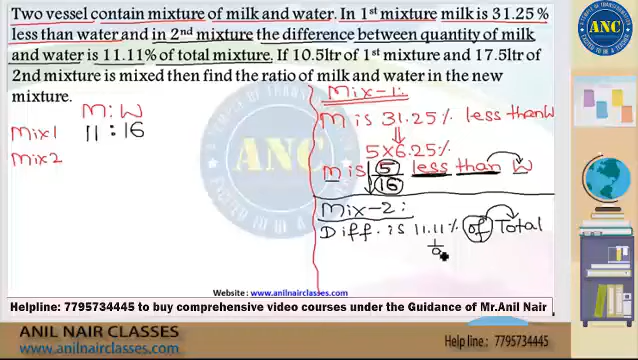 Two vessel contain mixture of milk and water. In 1st mixture milk is 31.25 %
less than water and in 2nd mixture the difference between quantity of milk
and water is 11.11% of total mixture. If 10.5ltr of 1st mixture and 17.5ltr of
2nd mixture is mixed then find the ratio of milk and water in the new
mixture.
ANC
M : W
Mix1 11 : 16
Mix2
ANC
Mix-1:
M is 31.25% less than W
5×6.25%
M is 5/16 less than W
Mix-2:
Diff. is 11.11% of Total
1/9
Website : www.anilnairclasses.com
Helpline: 7795734445 to buy comprehensive video courses under the Guidance of Mr.Anil Nair
ANIL NAIR CLASSES
www.anilnairclasses.com
Help line : 7795734445